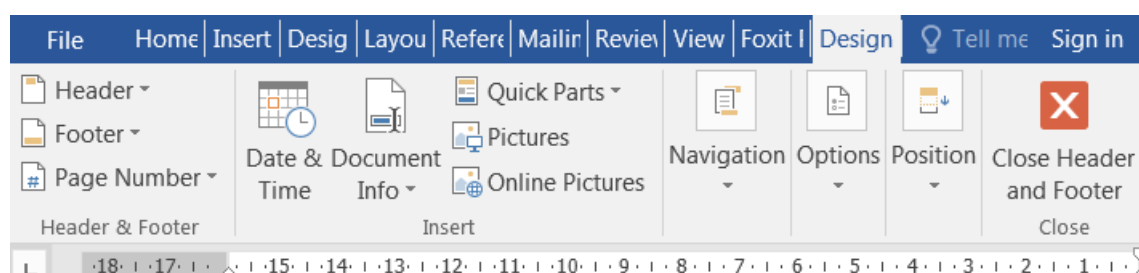 File Home Insert Desig Layou Refere Mailin Review View Foxit Design Tell me Sign in
Header
Footer
Page Number
Header & Footer
Date & Time
Document Info
Quick Parts
Pictures
Online Pictures
Insert
Navigation
Options
Position
Close Header
and Footer
Close
L ·18· ı ·17· ı · ı ·15· ı ·14· ı ·13· ı ·12· ı ·11· ı ·10· ı · 9 · ı · 8 · ı · 7 · ı · 6 · ı · 5 · ı · 4 · ı · 3 · ı · 2 · ı · 1 · ı ·